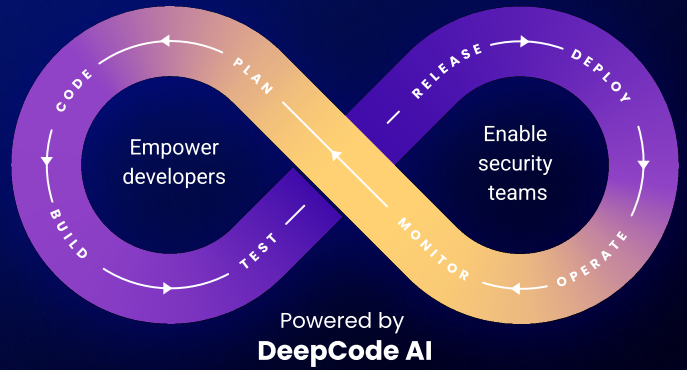 PLAN
CODE
BUILD
TEST
RELEASE
DEPLOY
OPERATE
MONITOR
Empower
developers
Enable
security
teams
Powered by
DeepCode AI